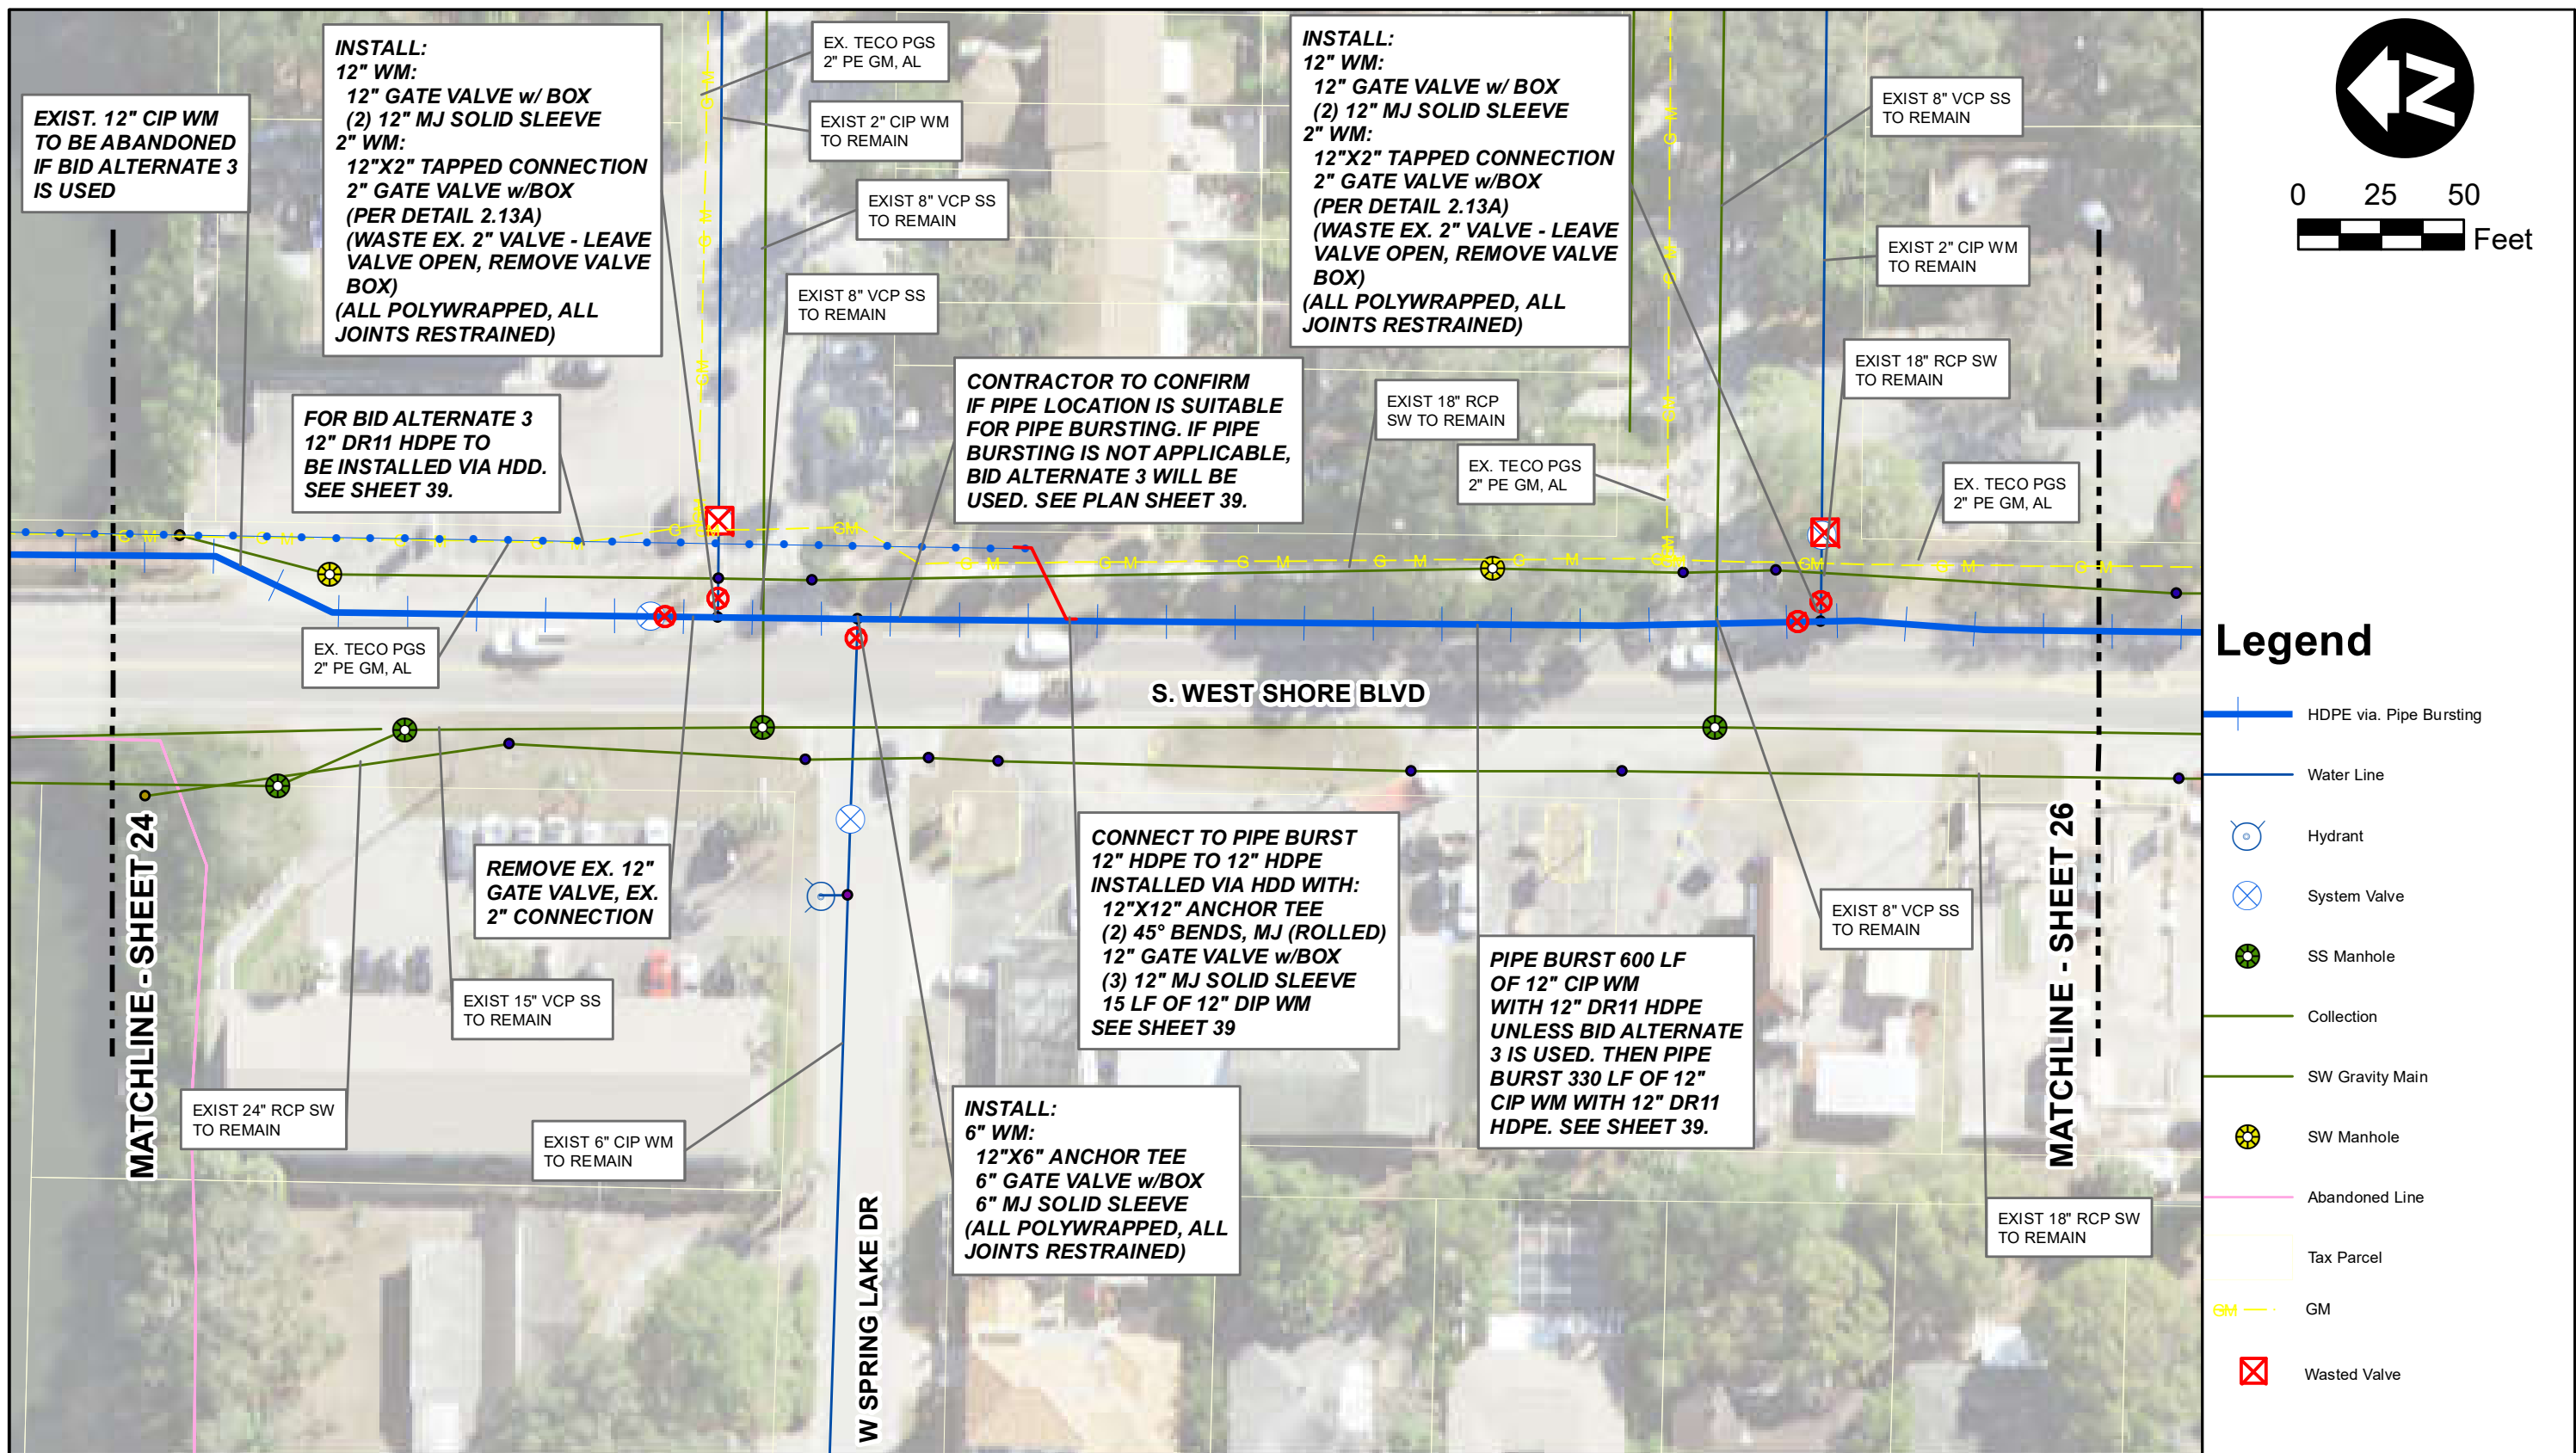 INSTALL:
12" WM:
12" GATE VALVE w/ BOX
(2) 12" MJ SOLID SLEEVE
2" WM:
12"X2" TAPPED CONNECTION
2" GATE VALVE w/BOX
(PER DETAIL 2.13A)
(WASTE EX. 2" VALVE - LEAVE
VALVE OPEN, REMOVE VALVE
BOX)
(ALL POLYWRAPPED, ALL
JOINTS RESTRAINED)
EX. TECO PGS
2" PE GM, AL
INSTALL:
12" WM:
12" GATE VALVE w/ BOX
(2) 12" MJ SOLID SLEEVE
2" WM:
12"X2" TAPPED CONNECTION
2" GATE VALVE w/BOX
(PER DETAIL 2.13A)
(WASTE EX. 2" VALVE - LEAVE
VALVE OPEN, REMOVE VALVE
BOX)
(ALL POLYWRAPPED, ALL
JOINTS RESTRAINED)
EXIST. 12" CIP WM
TO BE ABANDONED
IF BID ALTERNATE 3
IS USED
EXIST 2" CIP WM
TO REMAIN
EXIST 8" VCP SS
TO REMAIN
EXIST 8" VCP SS
TO REMAIN
EXIST 8" VCP SS
TO REMAIN
EXIST 2" CIP WM
TO REMAIN
EXIST 18" RCP SW
TO REMAIN
N
0 25 50
Feet
FOR BID ALTERNATE 3
12" DR11 HDPE TO
BE INSTALLED VIA HDD.
SEE SHEET 39.
CONTRACTOR TO CONFIRM
IF PIPE LOCATION IS SUITABLE
FOR PIPE BURSTING. IF PIPE
BURSTING IS NOT APPLICABLE,
BID ALTERNATE 3 WILL BE
USED. SEE PLAN SHEET 39.
EXIST 18" RCP
SW TO REMAIN
EX. TECO PGS
2" PE GM, AL
EX. TECO PGS
2" PE GM, AL
EX. TECO PGS
2" PE GM, AL
S. WEST SHORE BLVD
MATCHLINE - SHEET 24
REMOVE EX. 12"
GATE VALVE, EX.
2" CONNECTION
EXIST 15" VCP SS
TO REMAIN
EXIST 24" RCP SW
TO REMAIN
EXIST 6" CIP WM
TO REMAIN
W SPRING LAKE DR
CONNECT TO PIPE BURST
12" HDPE TO 12" HDPE
INSTALLED VIA HDD WITH:
12"X12" ANCHOR TEE
(2) 45° BENDS, MJ (ROLLED)
12" GATE VALVE w/BOX
(3) 12" MJ SOLID SLEEVE
15 LF OF 12" DIP WM
SEE SHEET 39
INSTALL:
6" WM:
12"X6" ANCHOR TEE
6" GATE VALVE w/BOX
6" MJ SOLID SLEEVE
(ALL POLYWRAPPED, ALL
JOINTS RESTRAINED)
PIPE BURST 600 LF
OF 12" CIP WM
WITH 12" DR11 HDPE
UNLESS BID ALTERNATE
3 IS USED. THEN PIPE
BURST 330 LF OF 12"
CIP WM WITH 12" DR11
HDPE. SEE SHEET 39.
EXIST 8" VCP SS
TO REMAIN
MATCHLINE - SHEET 26
EXIST 18" RCP SW
TO REMAIN
Legend
HDPE via. Pipe Bursting
Water Line
Hydrant
System Valve
SS Manhole
Collection
SW Gravity Main
SW Manhole
Abandoned Line
Tax Parcel
GM GM
Wasted Valve